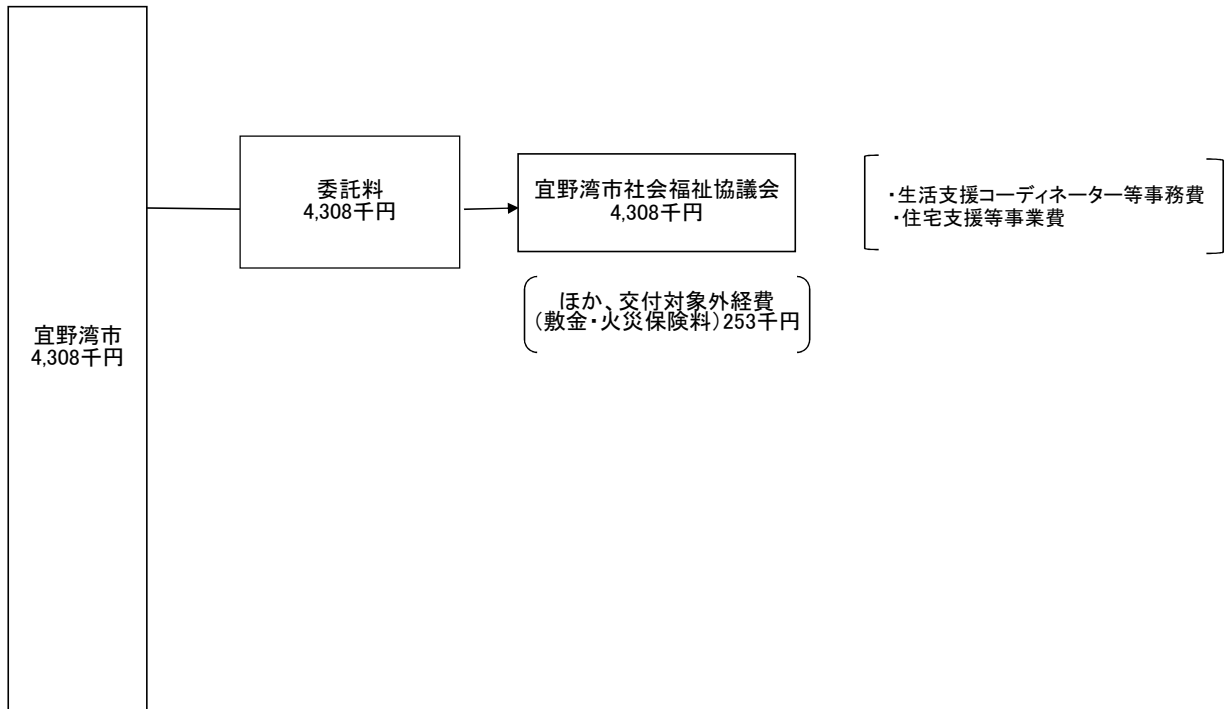 宜野湾市
4,308千円
委託料
4,308千円
宜野湾市社会福祉協議会
4,308千円
ほか、交付対象外経費
(敷金・火災保険料)253千円
・生活支援コーディネーター等事務費
・住宅支援等事業費